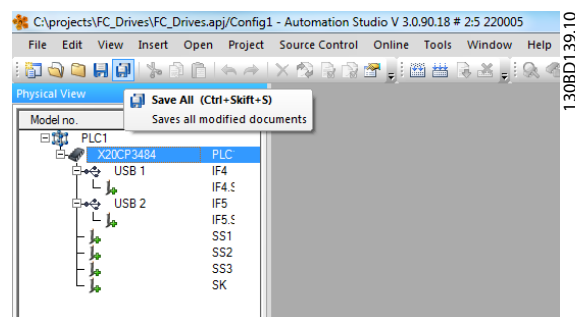 C:\projects\FC_Drives\FC_Drives.apj/Config1 - Automation Studio V 3.0.90.18 # 2:5 220005
File Edit View Insert Open Project Source Control Online Tools Window Help
Physical View
Save All (Ctrl+Skift+S)
Saves all modified documents
Model no.
PLC1
X20CP3484 PLC
USB 1 IF4
IF4.S
USB 2 IF5
IF5.S
SS1
SS2
SS3
SK
130BD139.10